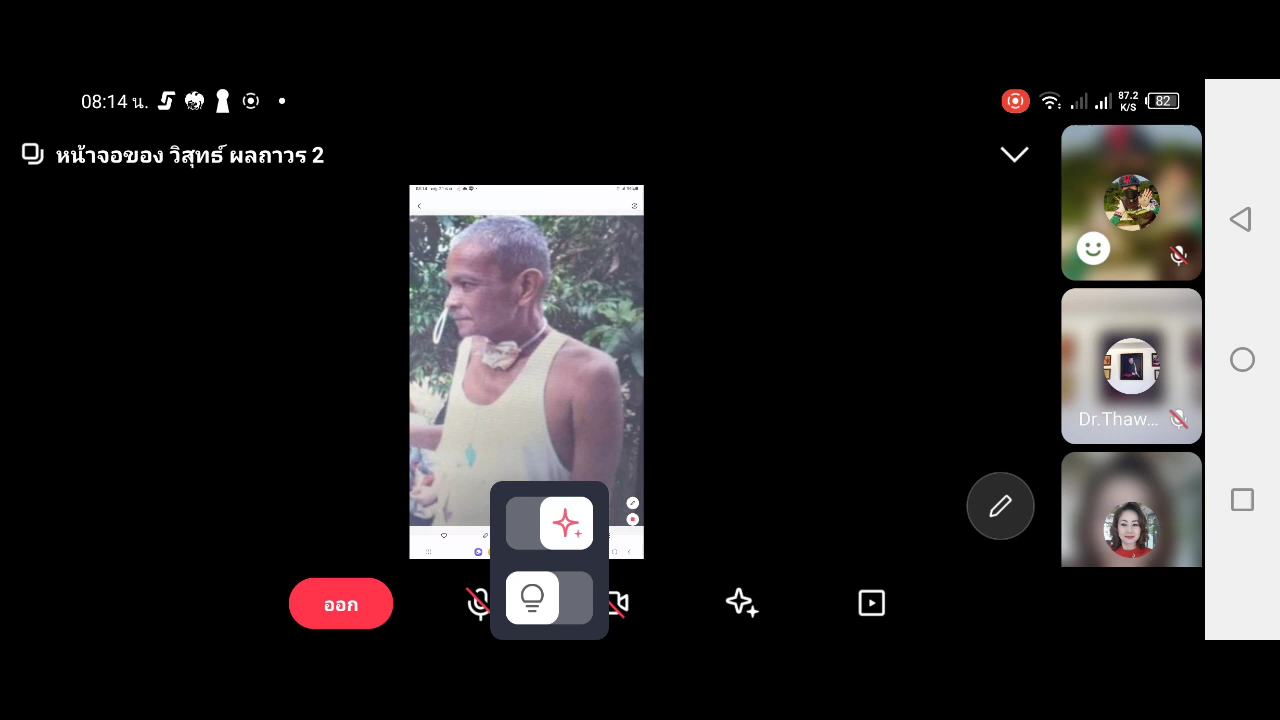 08:14 น.
87.2
K/S
82
หน้าจอของ วิสุทธ์ ผลถาวร 2
Dr.Thaw...
ออก